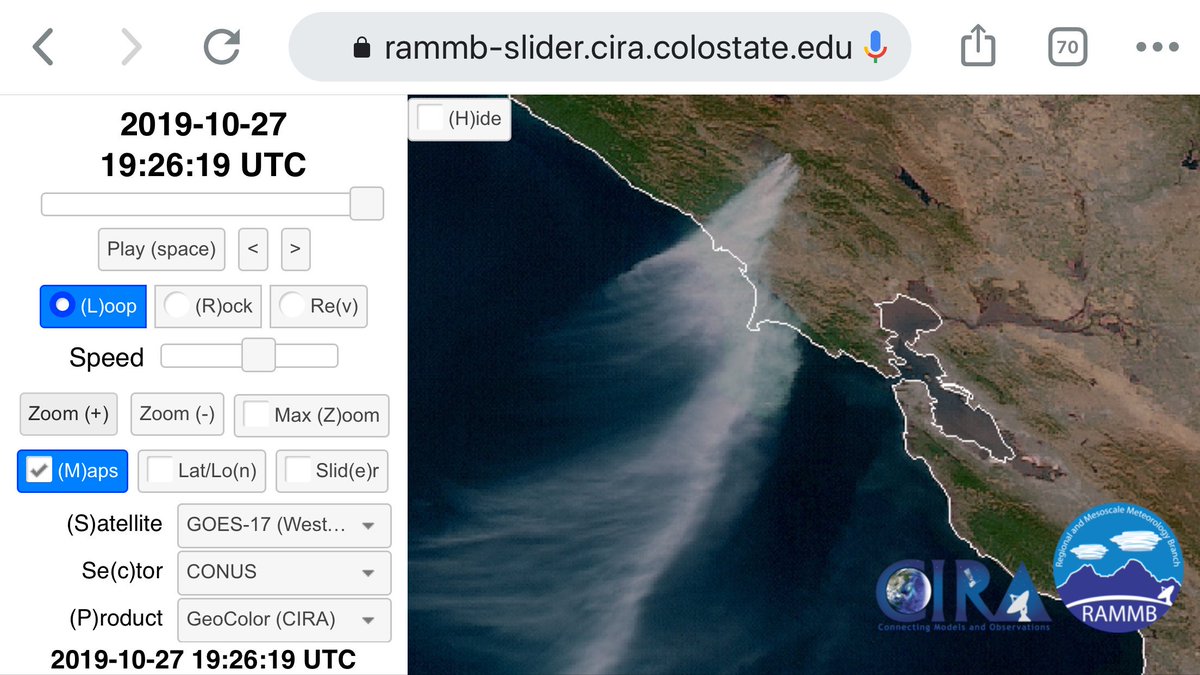 rammb-slider.cira.colostate.edu
70
2019-10-27
19:26:19 UTC
Play (space)
<
>
(L)oop
(R)ock
Re(v)
Speed
Zoom (+)
Zoom (-)
Max (Z)oom
(M)aps
Lat/Lo(n)
Slid(e)r
(S)atellite
GOES-17 (West...
Se(c)tor
CONUS
(P)roduct
GeoColor (CIRA)
2019-10-27 19:26:19 UTC
(H)ide
CIRA
Connecting Models and Observations
Regional and Mesoscale Meteorology Branch
RAMMB